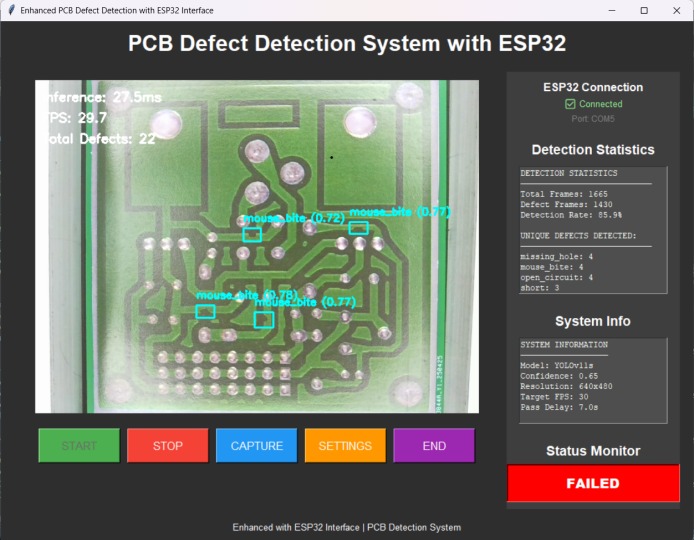 Enhanced PCB Defect Detection with ESP32 Interface
PCB Defect Detection System with ESP32
nference: 27.5ms
PS: 29.7
otal Defects: 22
mouse_bite (0.72)
mouse_bite (0.77)
mouse_bite (0.78)
mouse_bite (0.77)
ESP32 Connection
Connected
Port: COM5
Detection Statistics
DETECTION STATISTICS
Total Frames: 1665
Defect Frames: 1430
Detection Rate: 85.9%
UNIQUE DEFECTS DETECTED:
missing_hole: 4
mouse_bite: 4
open_circuit: 4
short: 3
System Info
SYSTEM INFORMATION
Model: YOLOv11s
Confidence: 0.65
Resolution: 640x480
Target FPS: 30
Pass Delay: 7.0s
START
STOP
CAPTURE
SETTINGS
END
Status Monitor
FAILED
Enhanced with ESP32 Interface | PCB Detection System